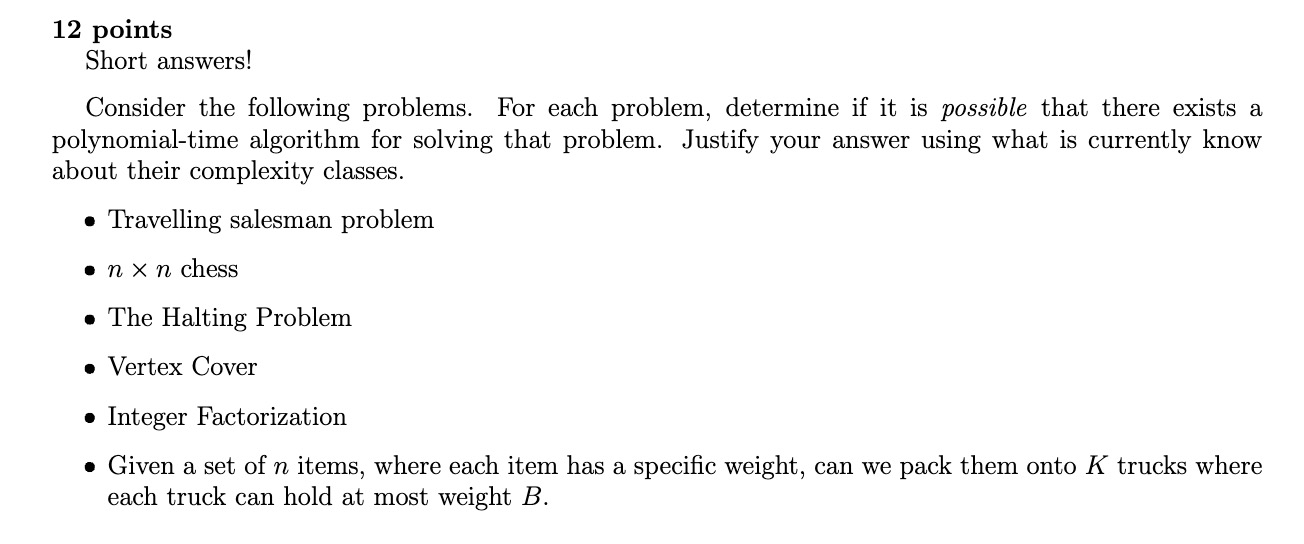 12 points
Short answers!
Consider the following problems. For each problem, determine if it is possible that there exists a
polynomial-time algorithm for solving that problem. Justify your answer using what is currently know
about their complexity classes.
• Travelling salesman problem
• n × n chess
• The Halting Problem
• Vertex Cover
• Integer Factorization
• Given a set of n items, where each item has a specific weight, can we pack them onto K trucks where
each truck can hold at most weight B.